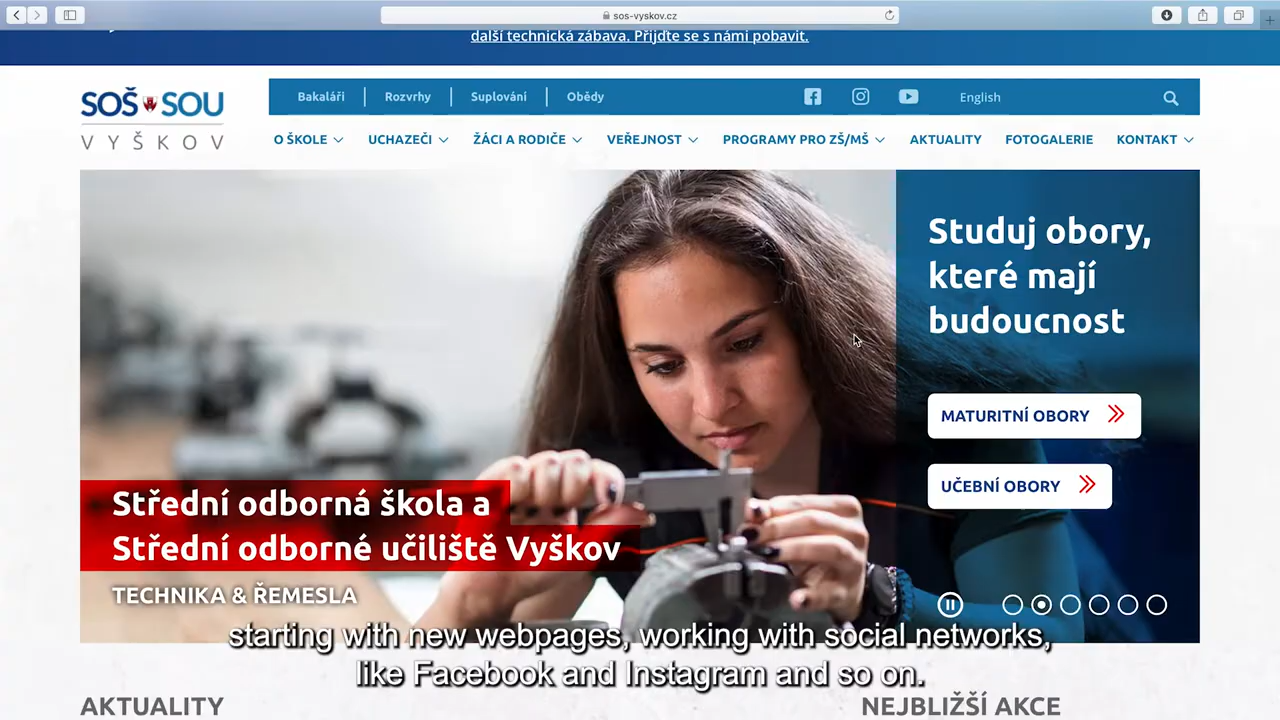 sos-vyskov.cz
další technická zábava. Přijďte se s námi pobavit.
SOŠ SOU
VYŠKOV
Bakaláři
Rozvrhy
Suplování
Obědy
English
O ŠKOLE
UCHAZEČI
ŽÁCI A RODIČE
VEŘEJNOST
PROGRAMY PRO ZŠ/MŠ
AKTUALITY
FOTOGALERIE
KONTAKT
Studuj obory,
které mají
budoucnost
MATURITNÍ OBORY
UČEBNÍ OBORY
Střední odborná škola a
Střední odborné učiliště Vyškov
TECHNIKA & ŘEMESLA
starting with new webpages, working with social networks,
like Facebook and Instagram and so on.
AKTUALITY
NEJBLIŽŠÍ AKCE